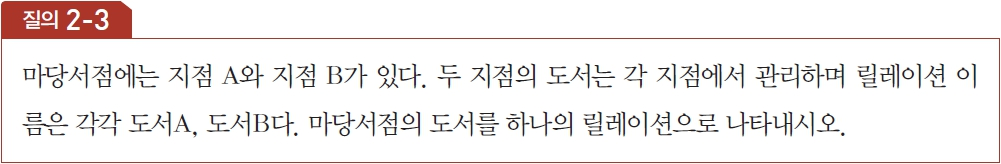 질의 2-3
마당서점에는 지점 A와 지점 B가 있다. 두 지점의 도서는 각 지점에서 관리하며 릴레이션 이
름은 각각 도서A, 도서B다. 마당서점의 도서를 하나의 릴레이션으로 나타내시오.